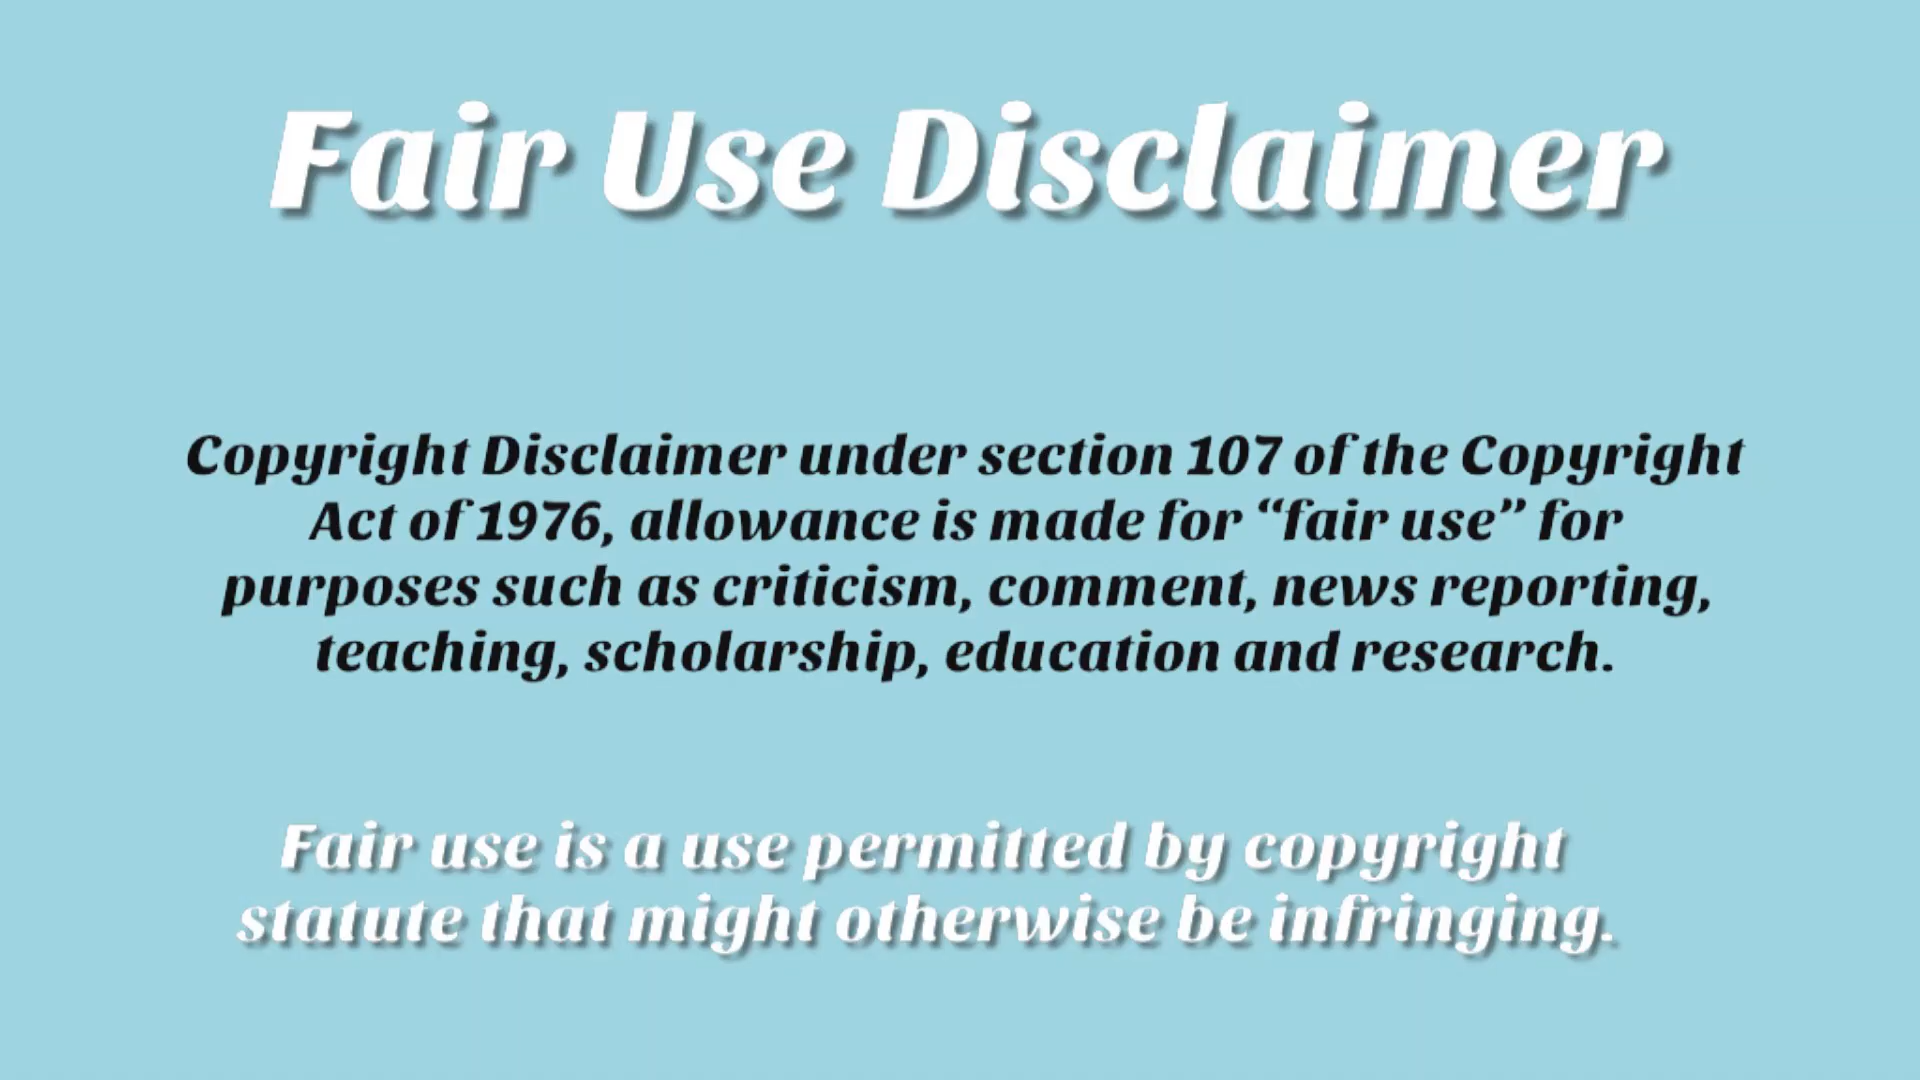 Fair Use Disclaimer
Copyright Disclaimer under section 107 of the Copyright
Act of 1976, allowance is made for “fair use” for
purposes such as criticism, comment, news reporting,
teaching, scholarship, education and research.
Fair use is a use permitted by copyright
statute that might otherwise be infringing.